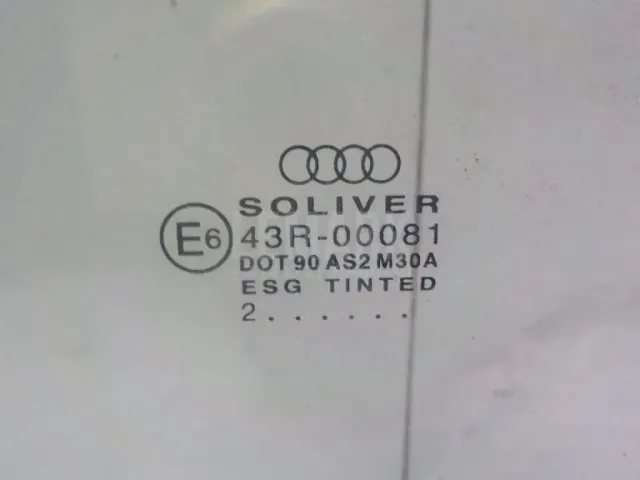 SOLIVER
E6 43R-00081
DOT 90 AS2 M30A
ESG TINTED
2 . . . . . .